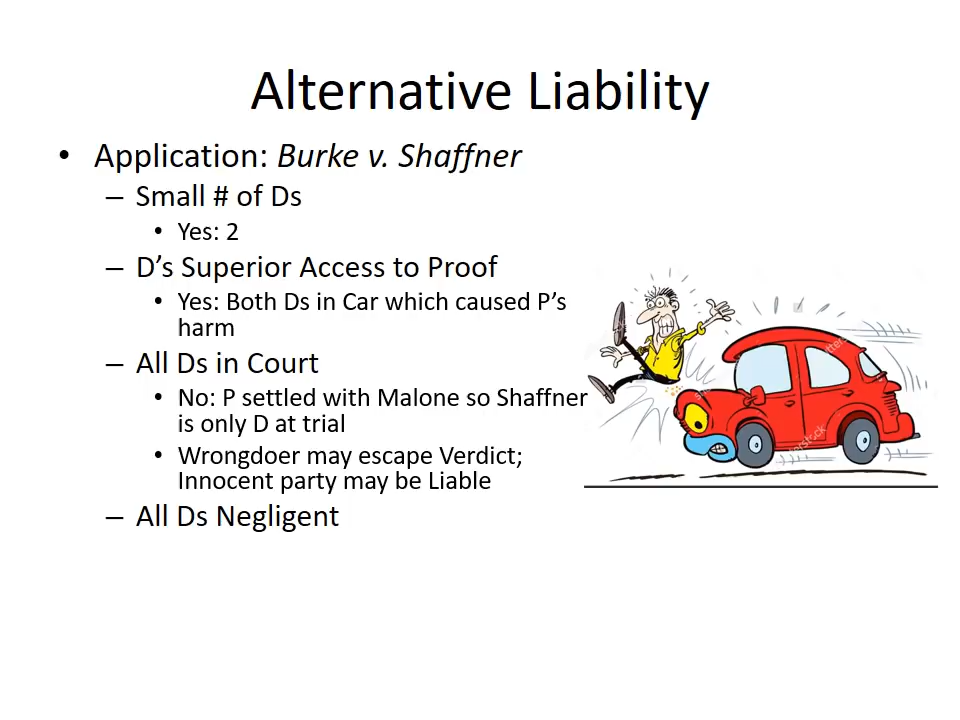 Alternative Liability
• Application: Burke v. Shaffner
– Small # of Ds
• Yes: 2
– D’s Superior Access to Proof
• Yes: Both Ds in Car which caused P’s
harm
– All Ds in Court
• No: P settled with Malone so Shaffner
is only D at trial
• Wrongdoer may escape Verdict;
Innocent party may be Liable
– All Ds Negligent